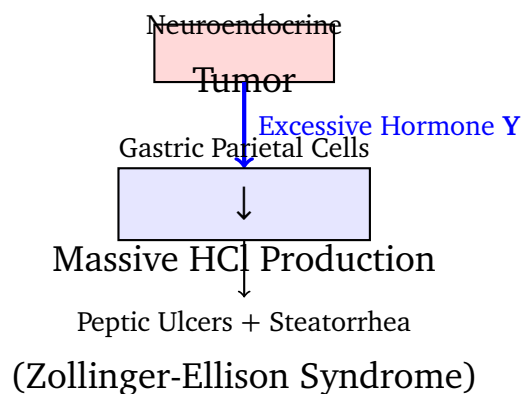 Neuroendocrine
Tumor
Excessive Hormone Y
Gastric Parietal Cells
↓
Massive HCl Production
Peptic Ulcers + Steatorrhea
(Zollinger-Ellison Syndrome)